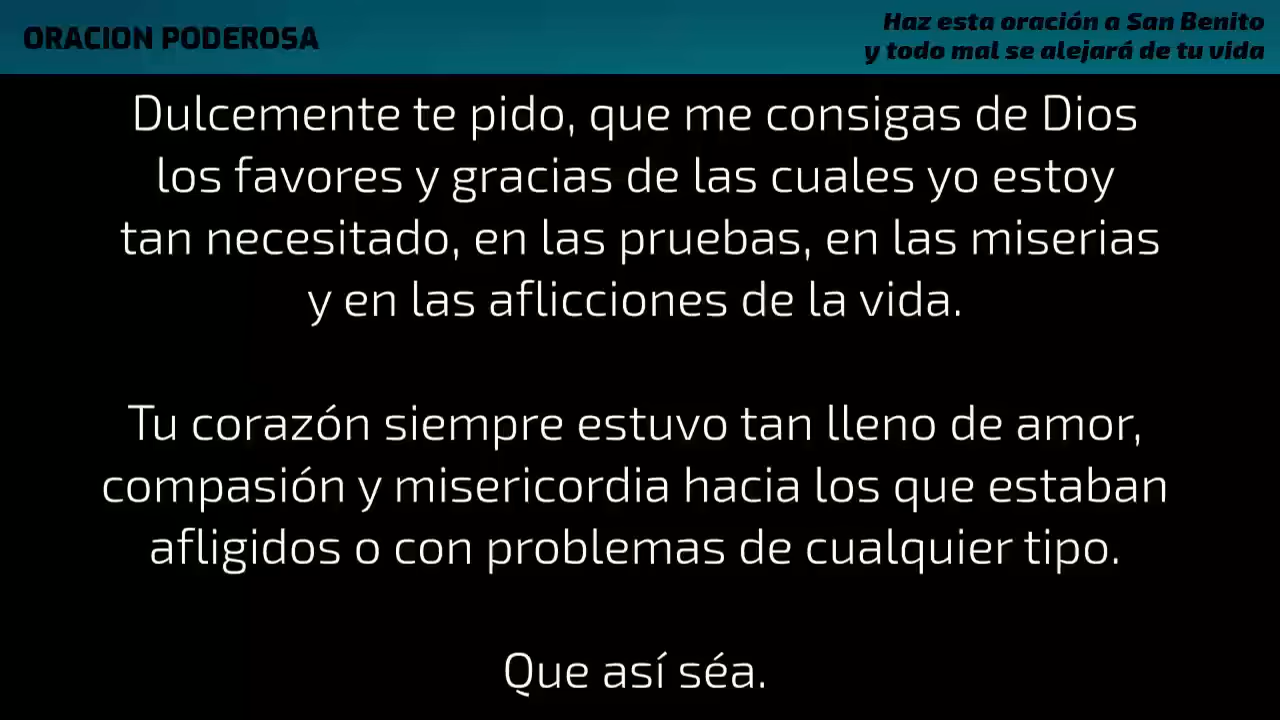 ORACION PODEROSA
Haz esta oración a San Benito
y todo mal se alejará de tu vida
Dulcemente te pido, que me consigas de Dios
los favores y gracias de las cuales yo estoy
tan necesitado, en las pruebas, en las miserias
y en las aflicciones de la vida.
Tu corazón siempre estuvo tan lleno de amor,
compasión y misericordia hacia los que estaban
afligidos o con problemas de cualquier tipo.
Que así séa.